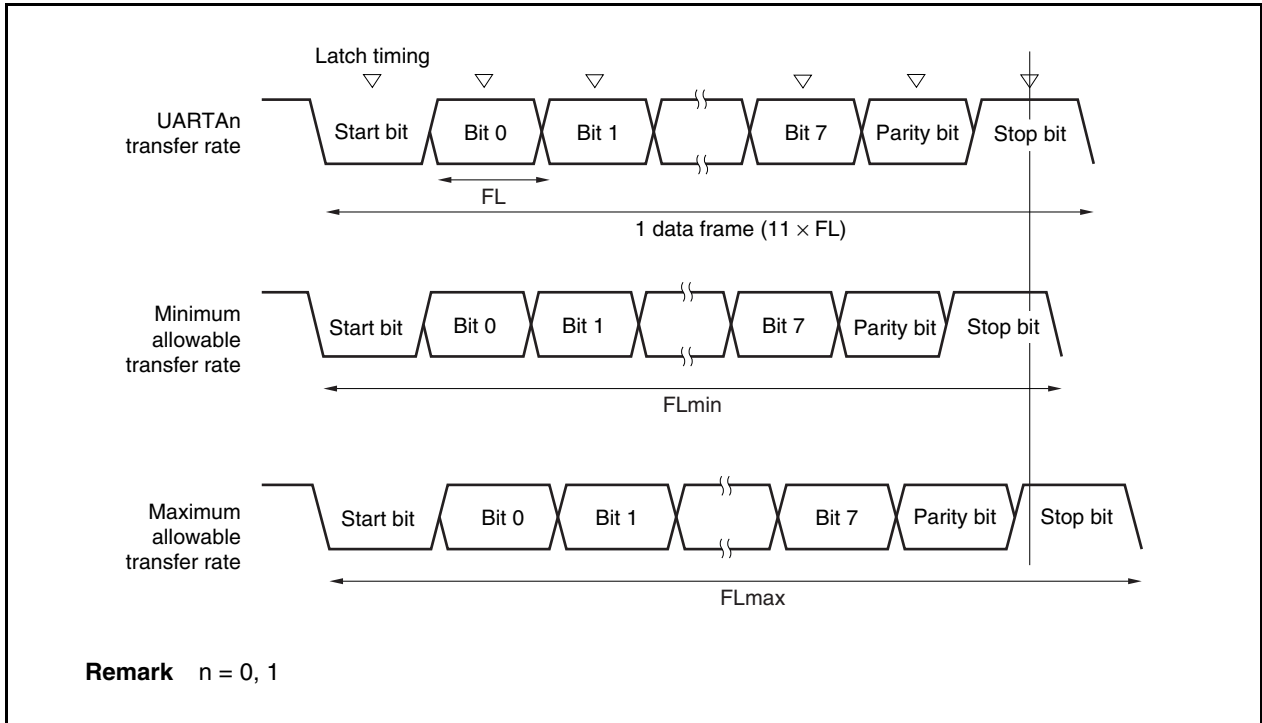 Latch timing
UARTAn
transfer rate
Start bit
Bit 0
Bit 1
Bit 7
Parity bit
Stop bit
FL
1 data frame (11 × FL)
Minimum
allowable
transfer rate
Start bit
Bit 0
Bit 1
Bit 7
Parity bit
Stop bit
FLmin
Maximum
allowable
transfer rate
Start bit
Bit 0
Bit 1
Bit 7
Parity bit
Stop bit
FLmax
Remark n = 0, 1